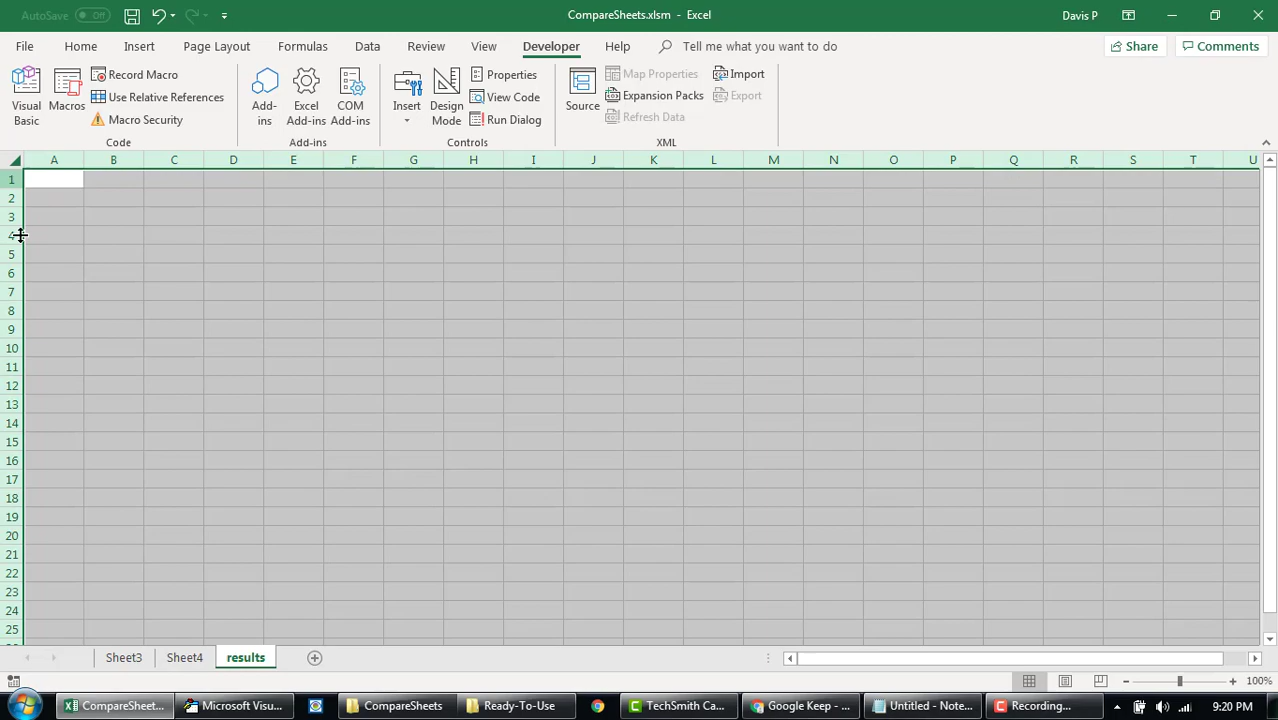 AutoSave Off CompareSheets.xlsm - Excel Davis P
File Home Insert Page Layout Formulas Data Review View Developer Help Tell me what you want to do Share Comments
Visual Basic
Macros
Record Macro
Use Relative References
Macro Security
Code
Add-ins
Excel Add-ins
COM Add-ins
Add-ins
Insert
Design Mode
Properties
View Code
Run Dialog
Controls
Source
Map Properties
Expansion Packs
Refresh Data
Import
Export
XML
A B C D E F G H I J K L M N O P Q R S T U
1
2
3
4
5
6
7
8
9
10
11
12
13
14
15
16
17
18
19
20
21
22
23
24
25
Sheet3 Sheet4 results
100%
CompareSheet... Microsoft Visu... CompareSheets Ready-To-Use TechSmith Ca... Google Keep - ... Untitled - Note... Recording... 9:20 PM